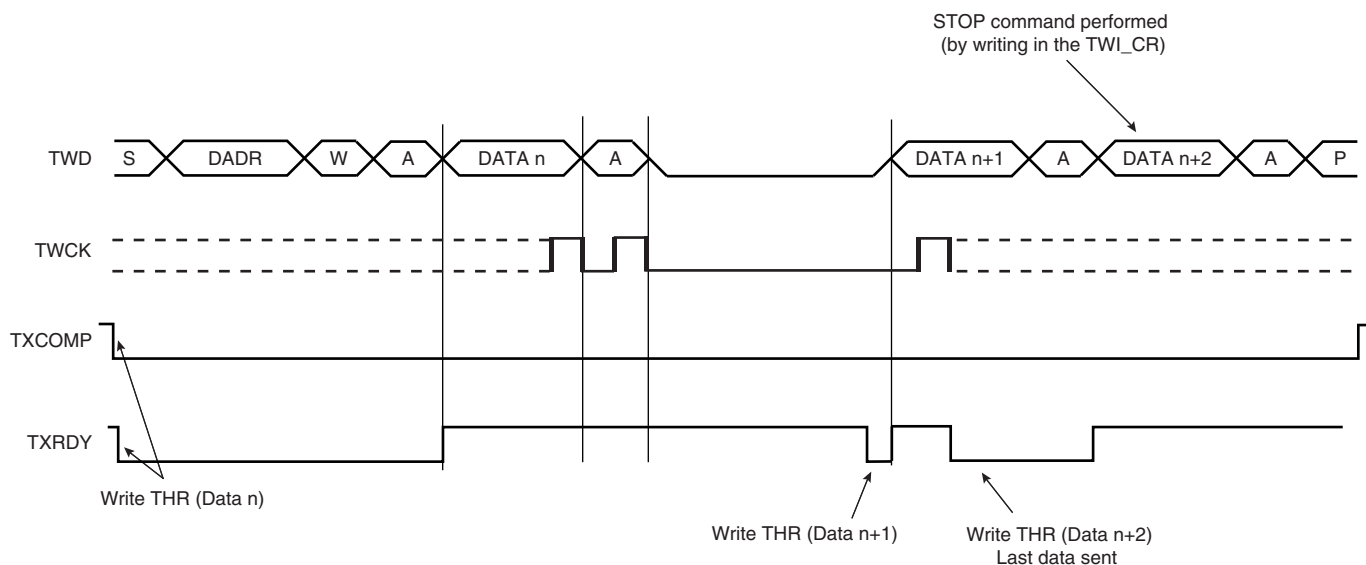 STOP command performed
(by writing in the TWI_CR)
TWD
S
DADR
W
A
DATA n
A
DATA n+1
A
DATA n+2
A
P
TWCK
TXCOMP
TXRDY
Write THR (Data n)
Write THR (Data n+1)
Write THR (Data n+2)
Last data sent